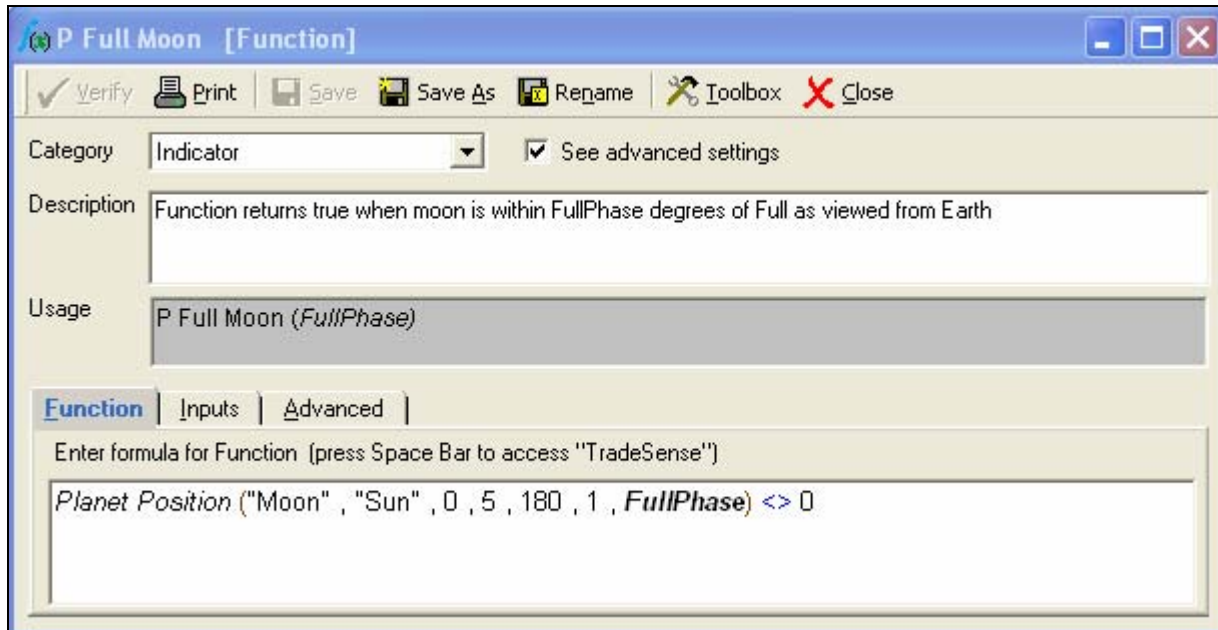 P Full Moon [Function]
Verify Print Save Save As Rename Toolbox Close
Category Indicator See advanced settings
Description Function returns true when moon is within FullPhase degrees of Full as viewed from Earth
Usage P Full Moon (FullPhase)
Function Inputs Advanced
Enter formula for Function (press Space Bar to access "TradeSense")
Planet Position ("Moon" , "Sun" , 0 , 5 , 180 , 1 , FullPhase) <> 0